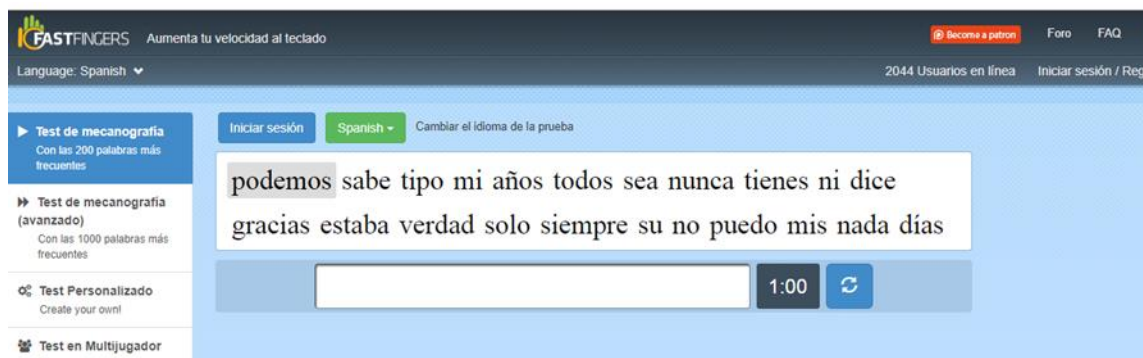 FASTFINGERS Aumenta tu velocidad al teclado
Become a patron Foro FAQ
Language: Spanish
2044 Usuarios en línea Iniciar sesión / Reg
Test de mecanografía
Con las 200 palabras más
frecuentes
Test de mecanografía
(avanzado)
Con las 1000 palabras más
frecuentes
Test Personalizado
Create your own!
Test en Multijugador
Iniciar sesión Spanish Cambiar el idioma de la prueba
podemos sabe tipo mi años todos sea nunca tienes ni dice
gracias estaba verdad solo siempre su no puedo mis nada días
1:00